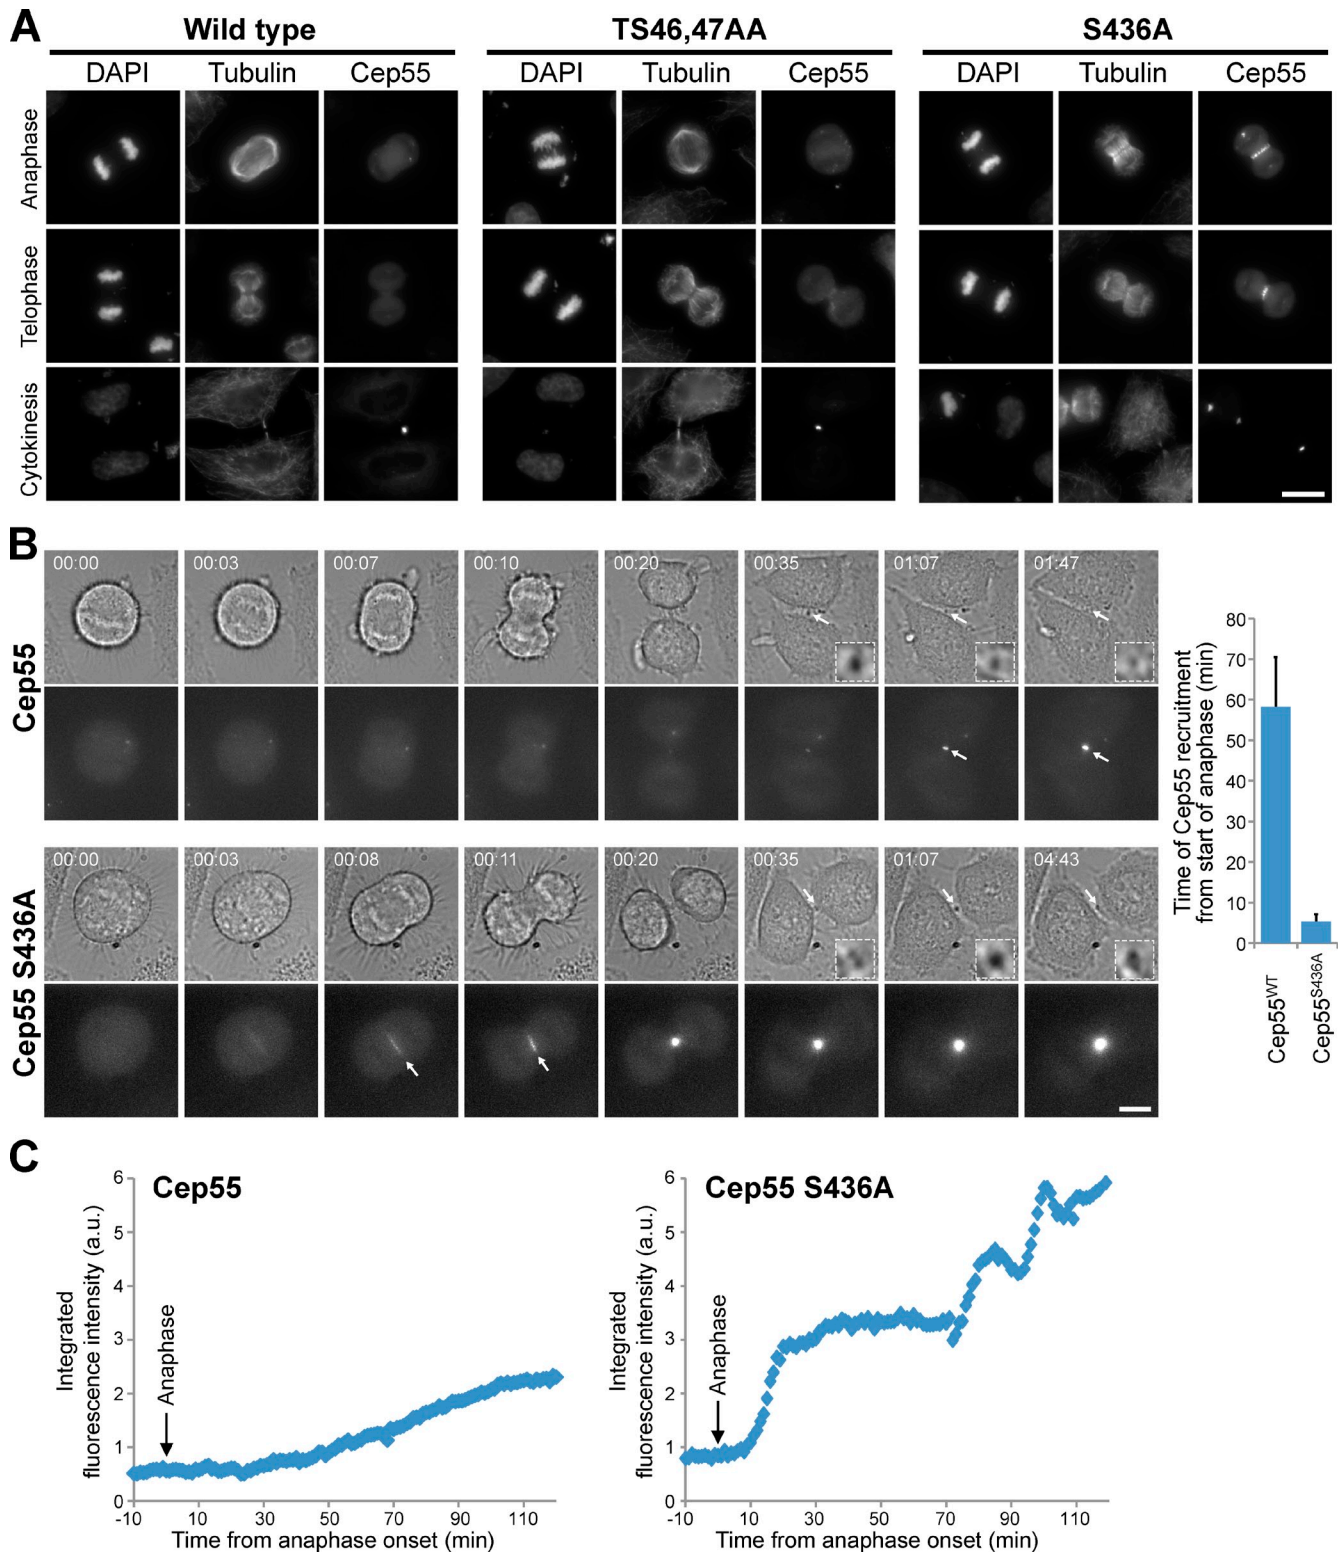 A
Wild type
TS46,47AA
S436A
DAPI Tubulin Cep55
DAPI Tubulin Cep55
DAPI Tubulin Cep55
Anaphase
Telophase
Cytokinesis
B
Cep55
00:00 00:03 00:07 00:10 00:20 00:35 01:07 01:47
Cep55 S436A
00:00 00:03 00:08 00:11 00:20 00:35 01:07 04:43
Time of Cep55 recruitment
from start of anaphase (min)
80
70
60
50
40
30
20
10
0
Cep55WT
Cep55S436A
C
Cep55
Integrated
fluorescence intensity (a.u.)
6
5
4
3
2
1
0
Anaphase
-10 10 30 50 70 90 110
Time from anaphase onset (min)
Cep55 S436A
Integrated
fluorescence intensity (a.u.)
6
5
4
3
2
1
0
Anaphase
-10 10 30 50 70 90 110
Time from anaphase onset (min)